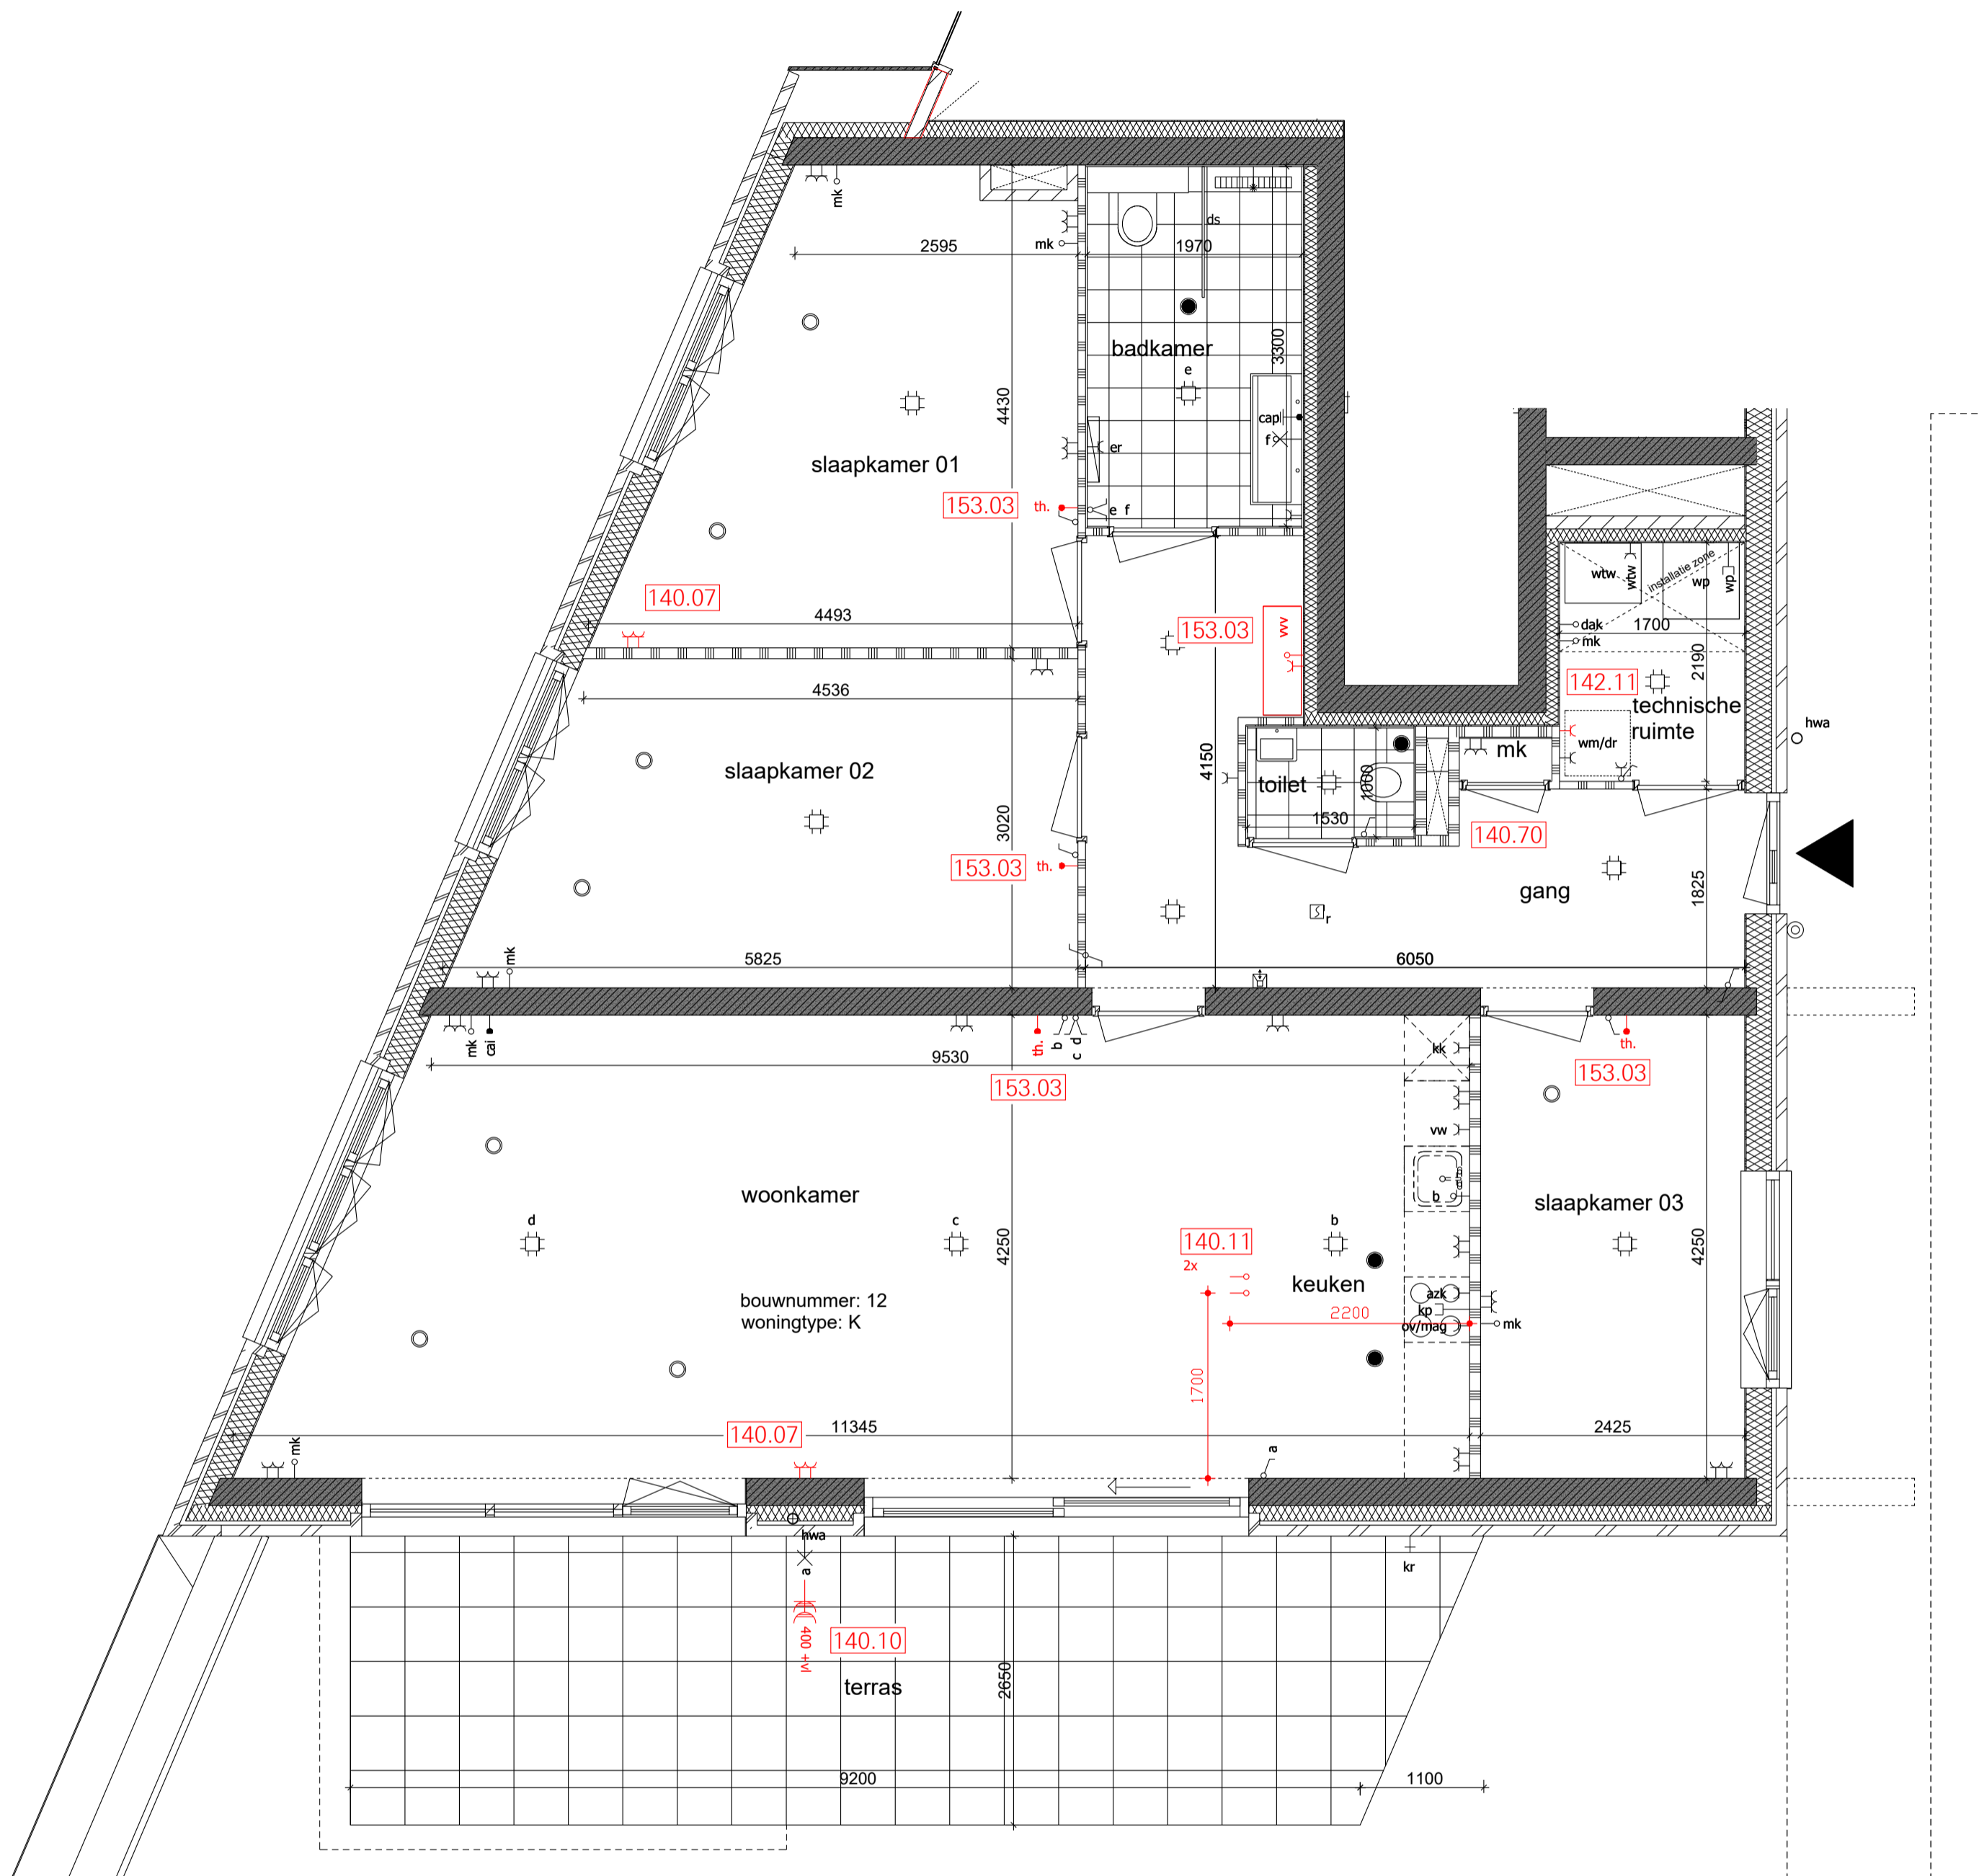 mk
ds
mk
2595
1970
badkamer
3300
e
4430
cap
f
slaapkamer 01
er
153.03
th.
e f
wtw
wtw
installatie zone
wp
wp
140.07
4493
153.03
vv
dak
1700
mk
2190
4536
142.11
technische
ruimte
hwa
wm/dr
mk
slaapkamer 02
4150
toilet
1000
1530
3020
140.70
153.03
th.
gang
1825
r
mk
5825
6050
mk
cai
th.
b
c d
9530
kk
th.
153.03
153.03
vw
woonkamer
b
slaapkamer 03
d
c
b
140.11
2x
4250
4250
keuken
azk
bouwnummer: 12
woningtype: K
kp
2200
ov/mag
mk
1700
140.07
11345
2425
mk
a
hwa
a
kr
400 +vl
140.10
terras
2650
9200
1100